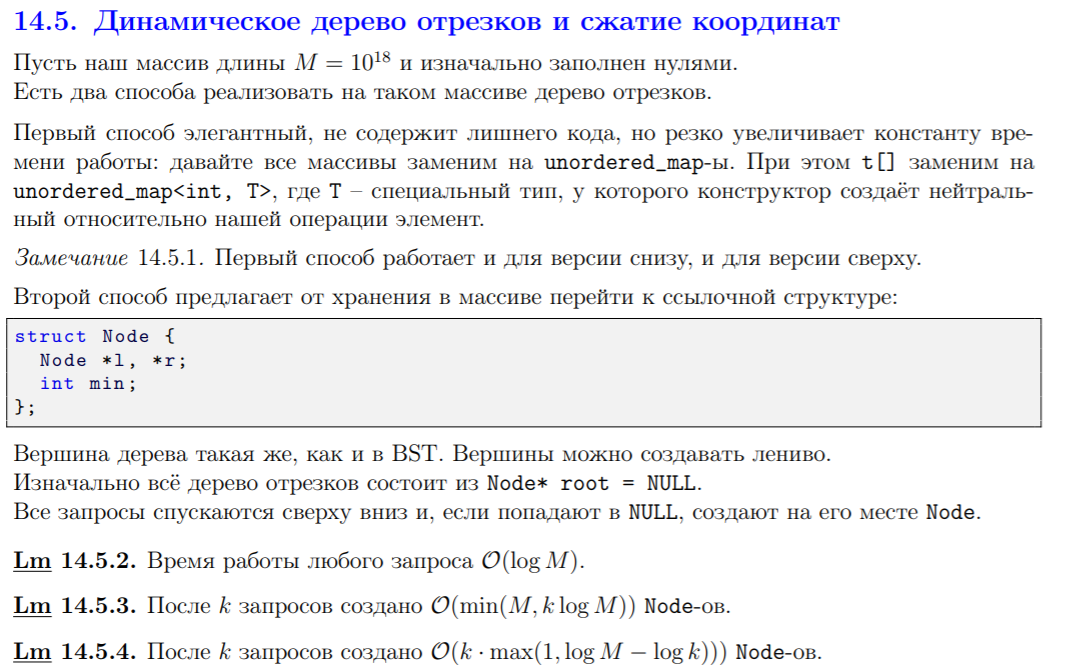 14.5. Динамическое дерево отрезков и сжатие координат
Пусть наш массив длины M = 10^18 и изначально заполнен нулями.
Есть два способа реализовать на таком массиве дерево отрезков.
Первый способ элегантный, не содержит лишнего кода, но резко увеличивает константу вре-
мени работы: давайте все массивы заменим на unordered_map-ы. При этом t[] заменим на
unordered_map<int, T>, где T – специальный тип, у которого конструктор создаёт нейтраль-
ный относительно нашей операции элемент.
Замечание 14.5.1. Первый способ работает и для версии снизу, и для версии сверху.
Второй способ предлагает от хранения в массиве перейти к ссылочной структуре:
struct Node {
  Node *l, *r;
  int min;
};
Вершина дерева такая же, как и в BST. Вершины можно создавать лениво.
Изначально всё дерево отрезков состоит из Node* root = NULL.
Все запросы спускаются сверху вниз и, если попадают в NULL, создают на его месте Node.
Lm 14.5.2. Время работы любого запроса O(log M).
Lm 14.5.3. После k запросов создано O(min(M, k log M)) Node-ов.
Lm 14.5.4. После k запросов создано O(k · max(1, log M − log k))) Node-ов.